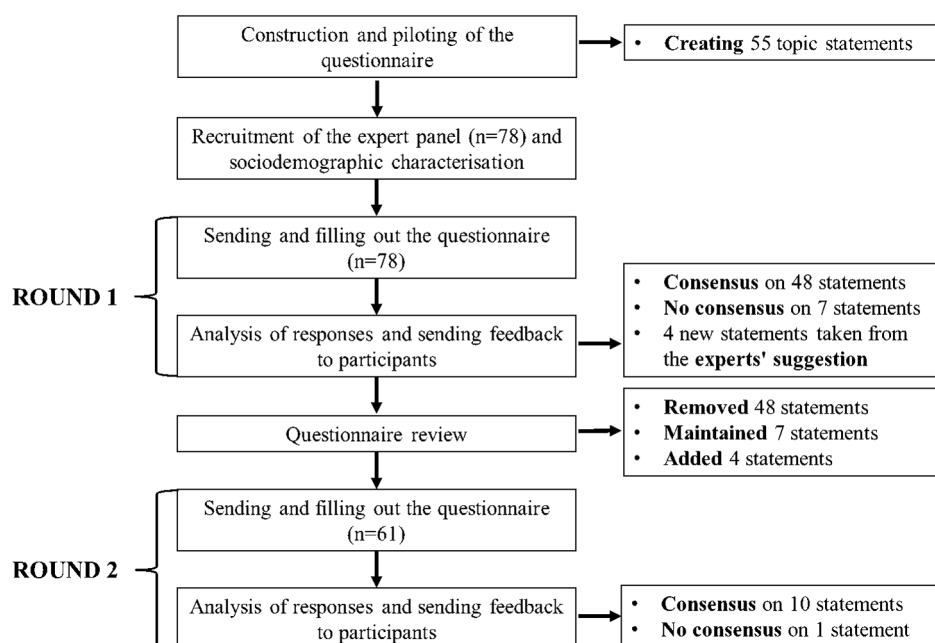 Construction and piloting of the
questionnaire
• Creating 55 topic statements
Recruitment of the expert panel (n=78) and
sociodemographic characterisation
ROUND 1
Sending and filling out the questionnaire
(n=78)
Analysis of responses and sending feedback
to participants
• Consensus on 48 statements
• No consensus on 7 statements
• 4 new statements taken from
the experts' suggestion
Questionnaire review
• Removed 48 statements
• Maintained 7 statements
• Added 4 statements
ROUND 2
Sending and filling out the questionnaire
(n=61)
Analysis of responses and sending feedback
to participants
• Consensus on 10 statements
• No consensus on 1 statement